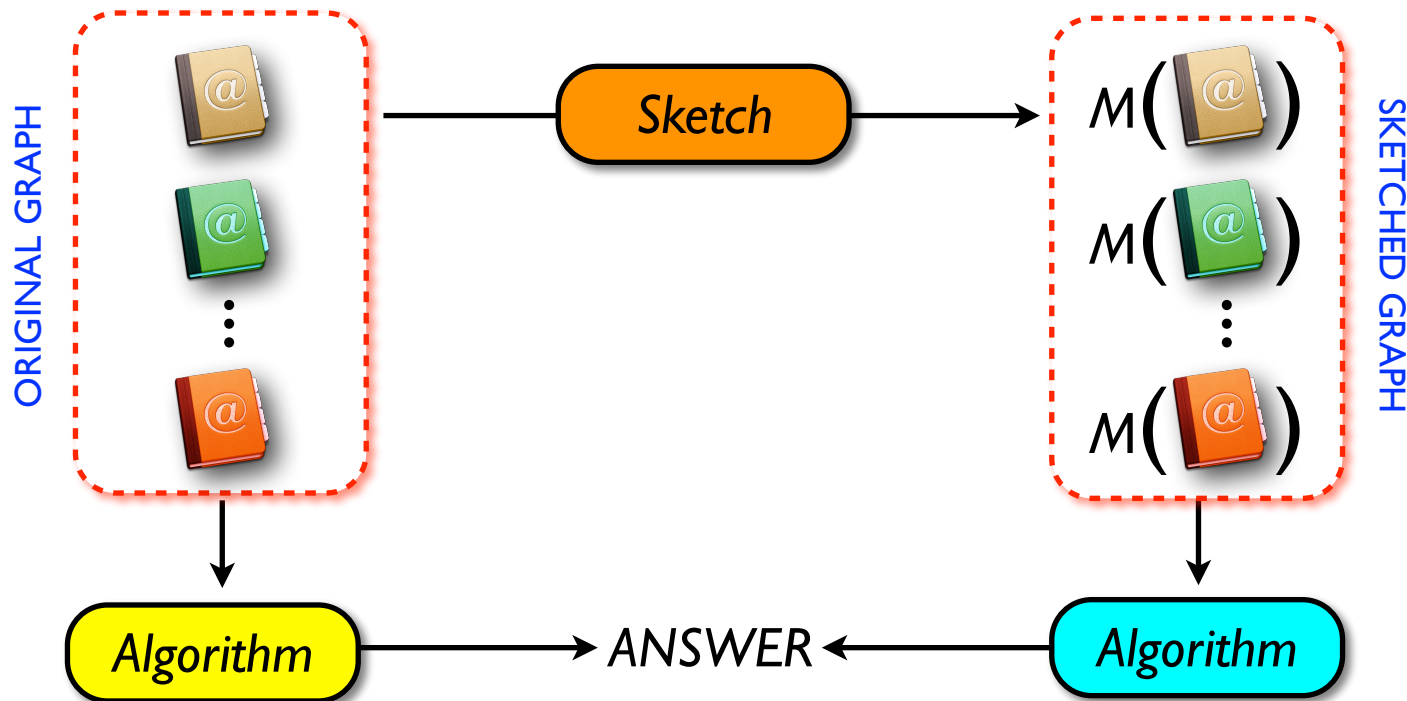 ORIGINAL GRAPH
@
@
@
Sketch
M(@)
M(@)
M(@)
SKETCHED GRAPH
Algorithm
ANSWER
Algorithm